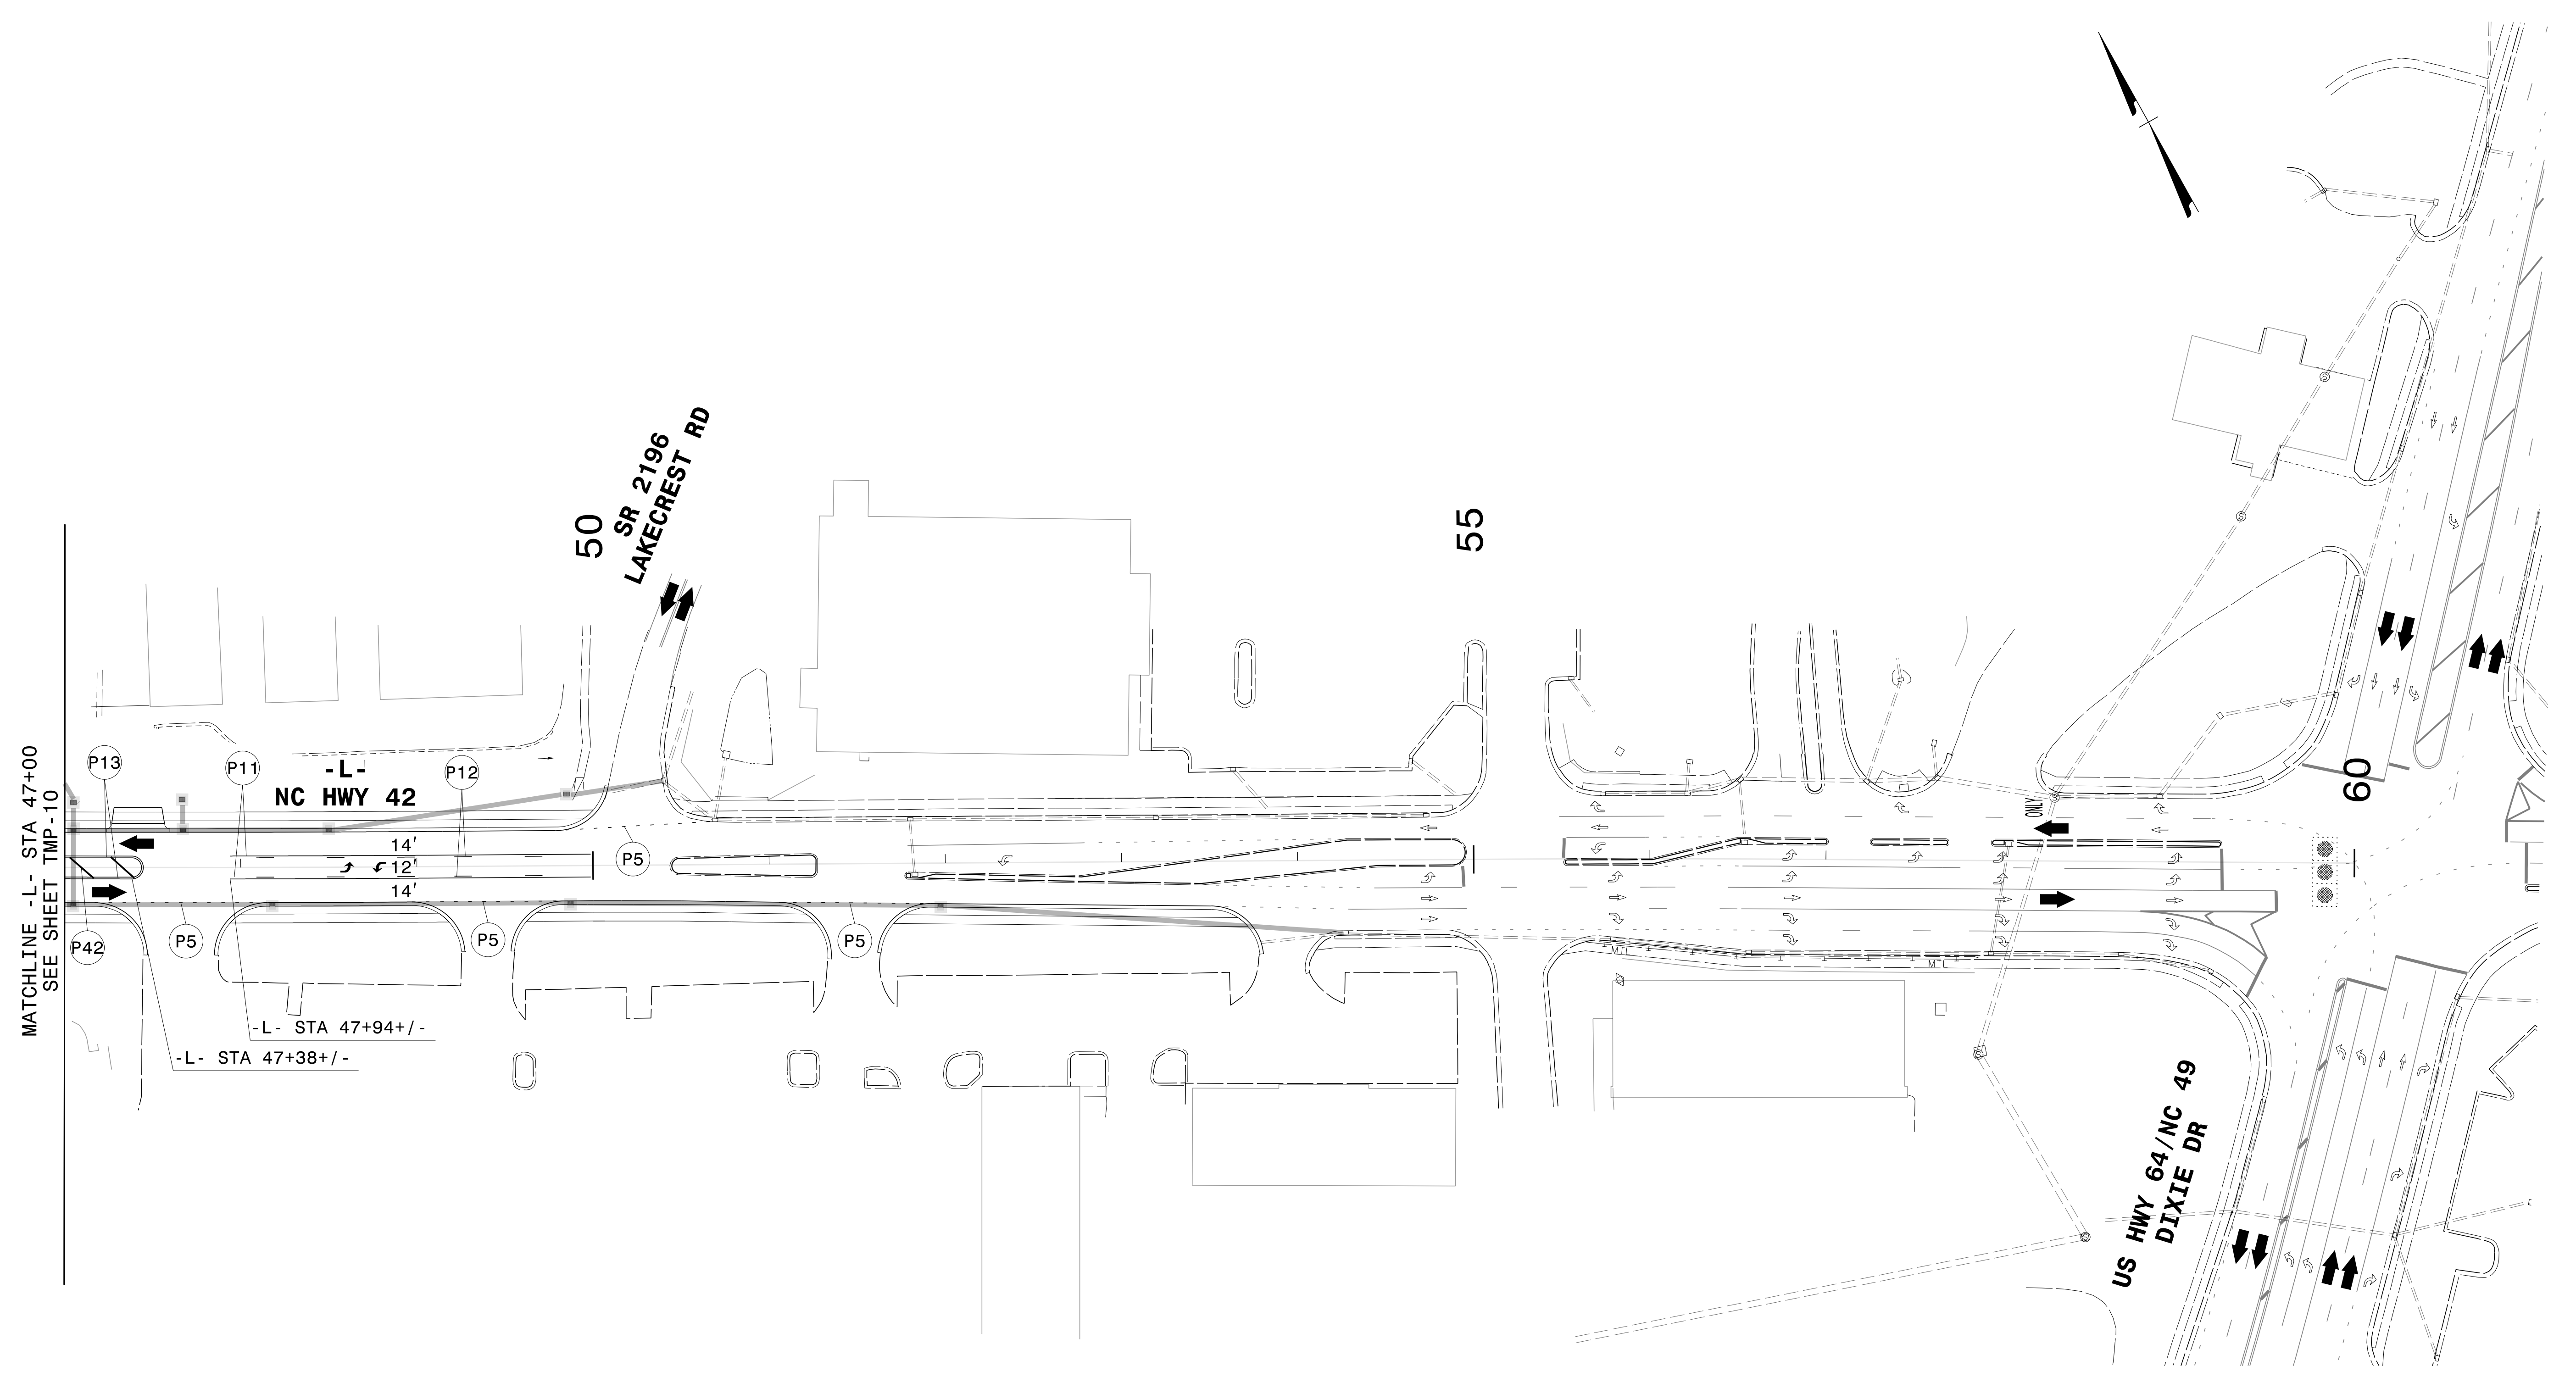 MATCHLINE -L- STA 47+00
SEE SHEET TMP-10
P13
P11
-L-
NC HWY 42
P12
50
SR 2196
LAKECREST RD
55
60
14'
12'
14'
P5
P42
P5
P5
P5
-L- STA 47+94+/-
-L- STA 47+38+/-
ONLY
S
S
S
MTL
MTL
US HWY 64/NC 49
DIXIE DR